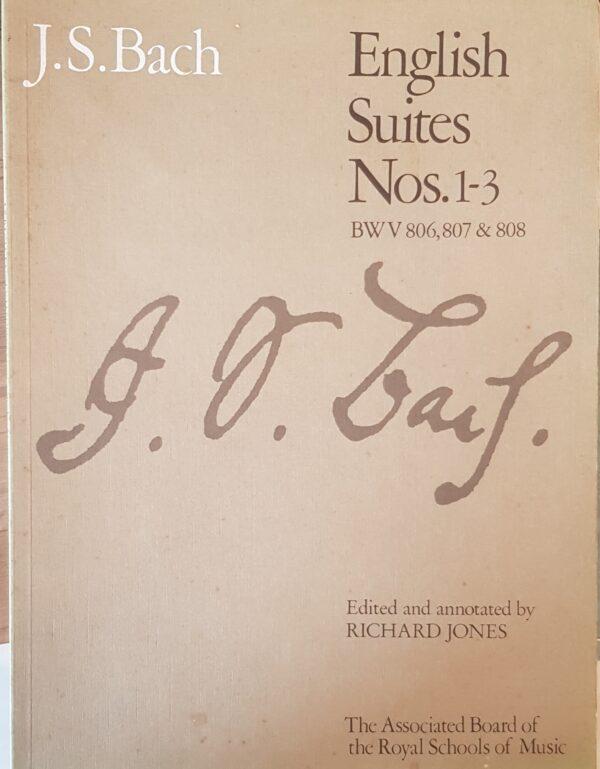 J.S.Bach
English
Suites
Nos. 1-3
BWV 806, 807 & 808
J. S. Bach.
Edited and annotated by
RICHARD JONES
The Associated Board of
the Royal Schools of Music